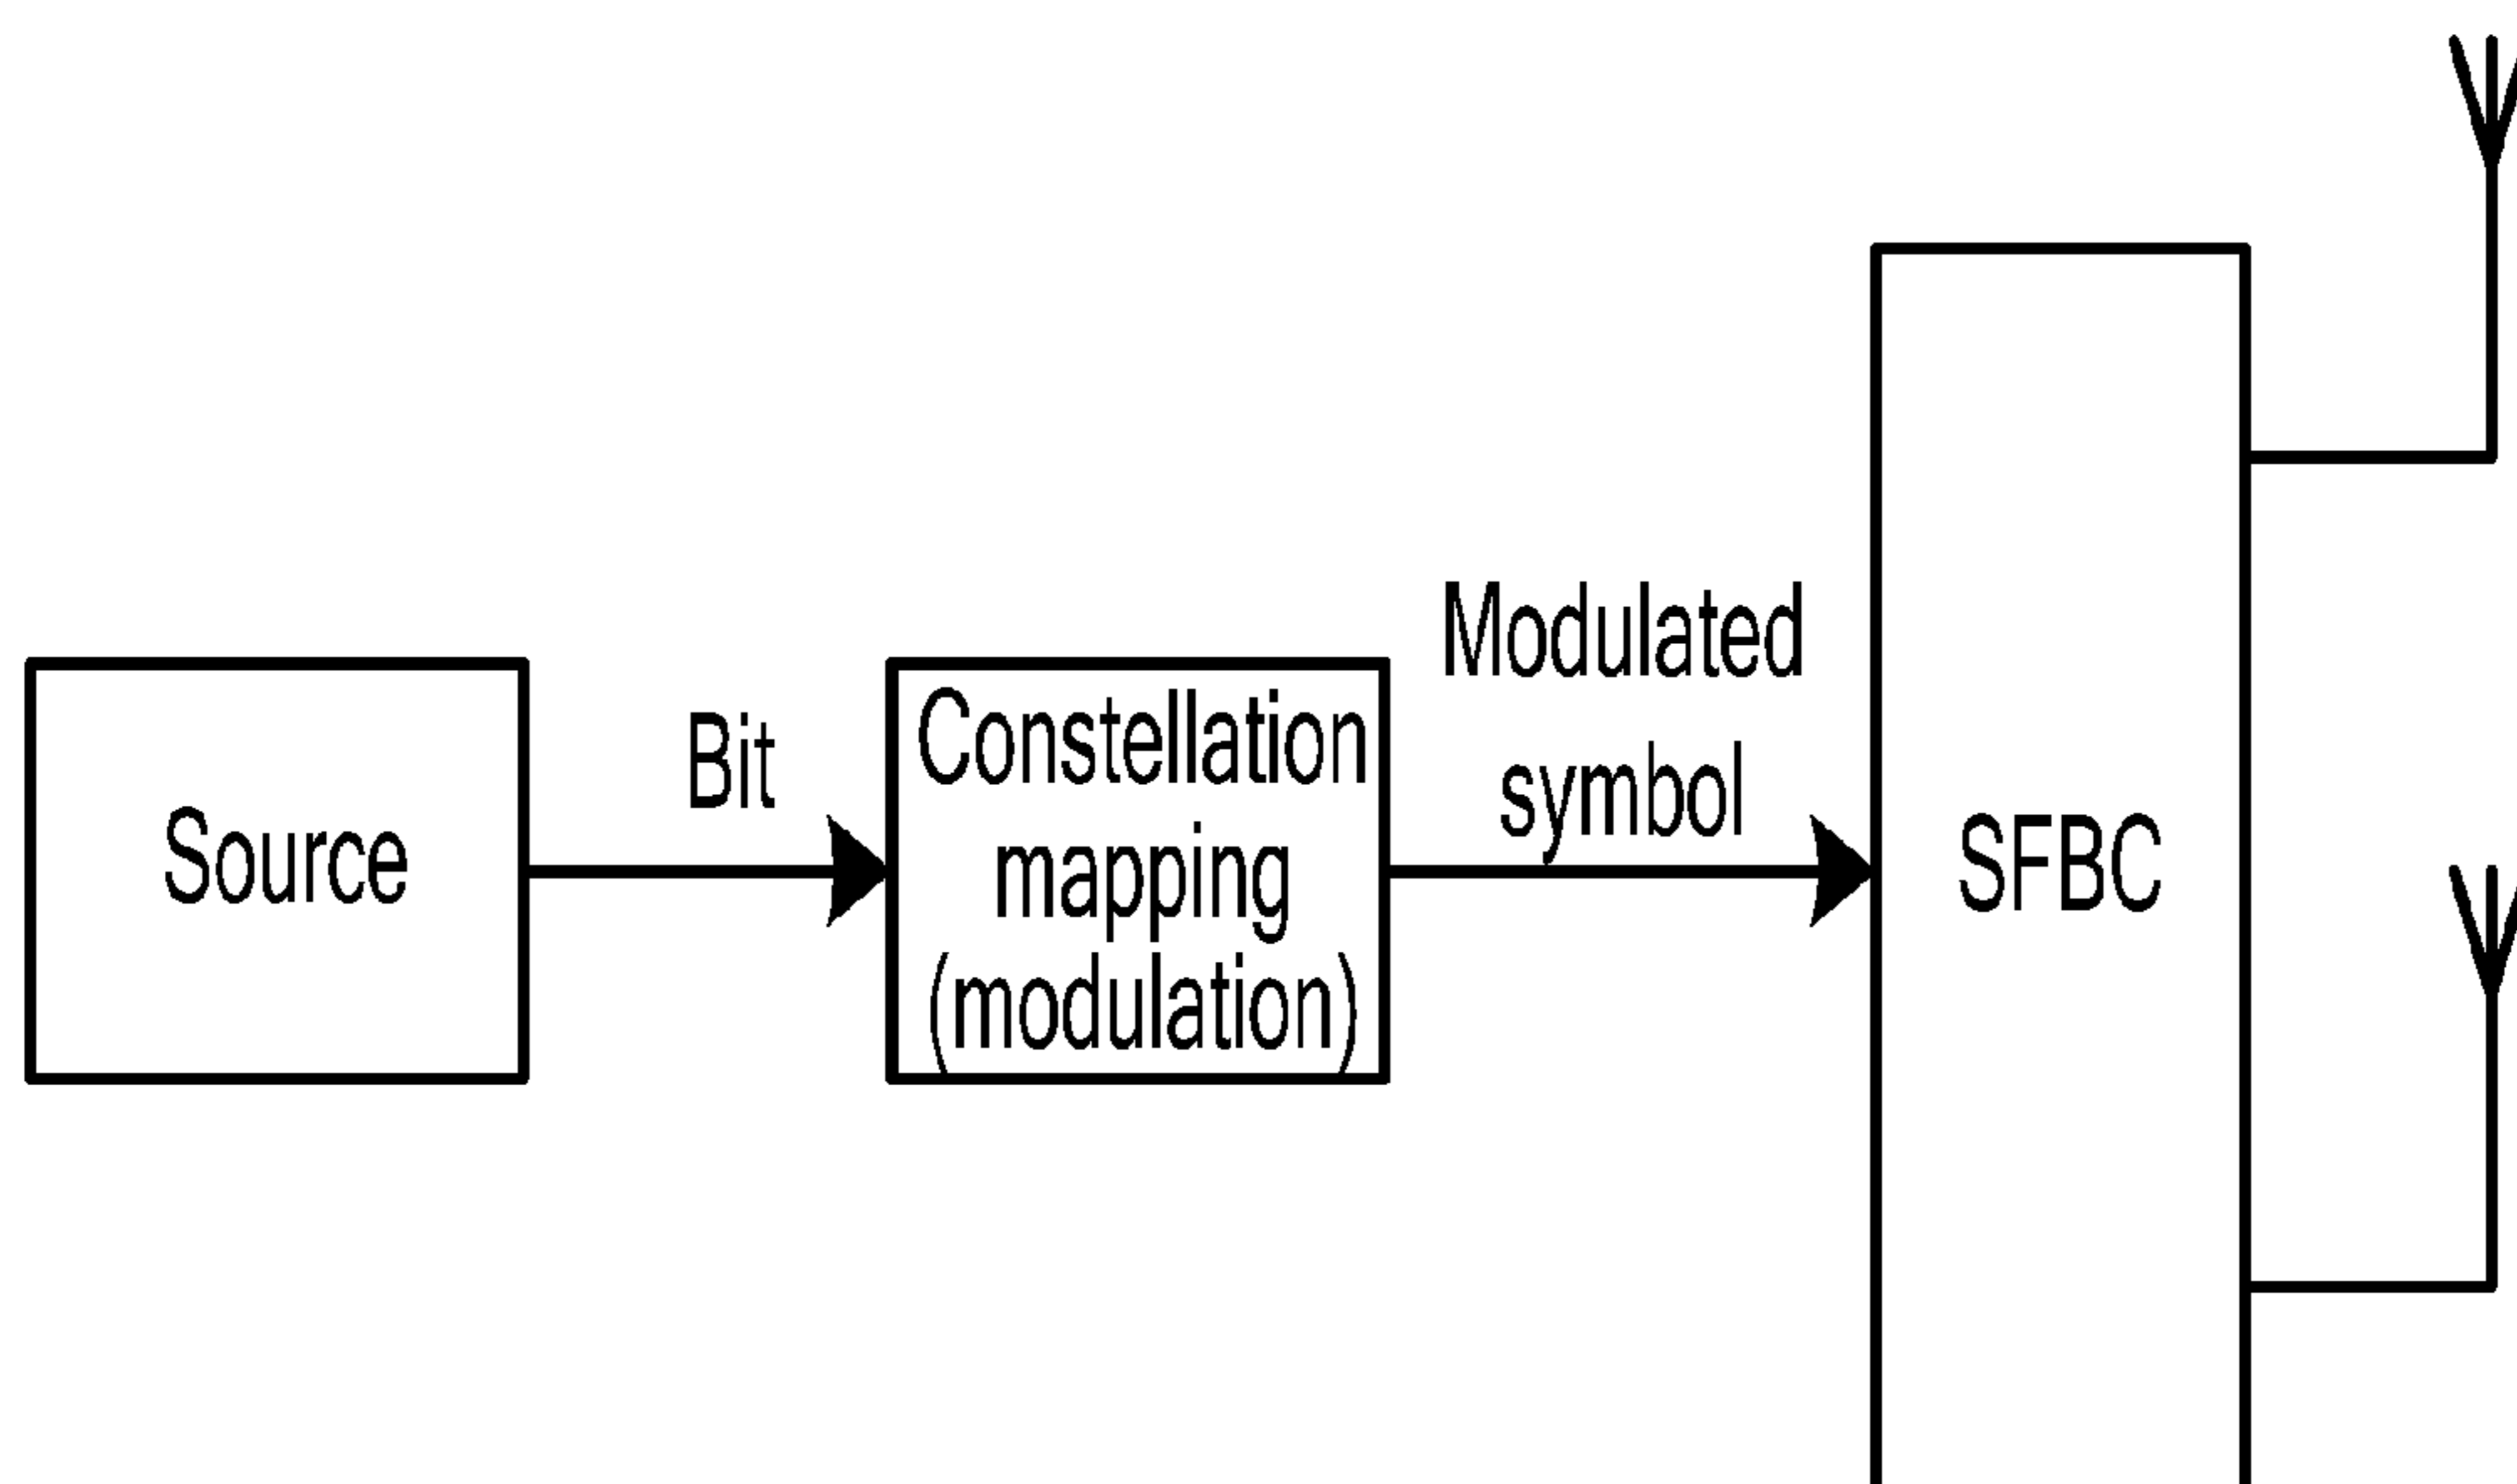 Source
Bit
Constellation
mapping
(modulation)
Modulated
symbol
SFBC